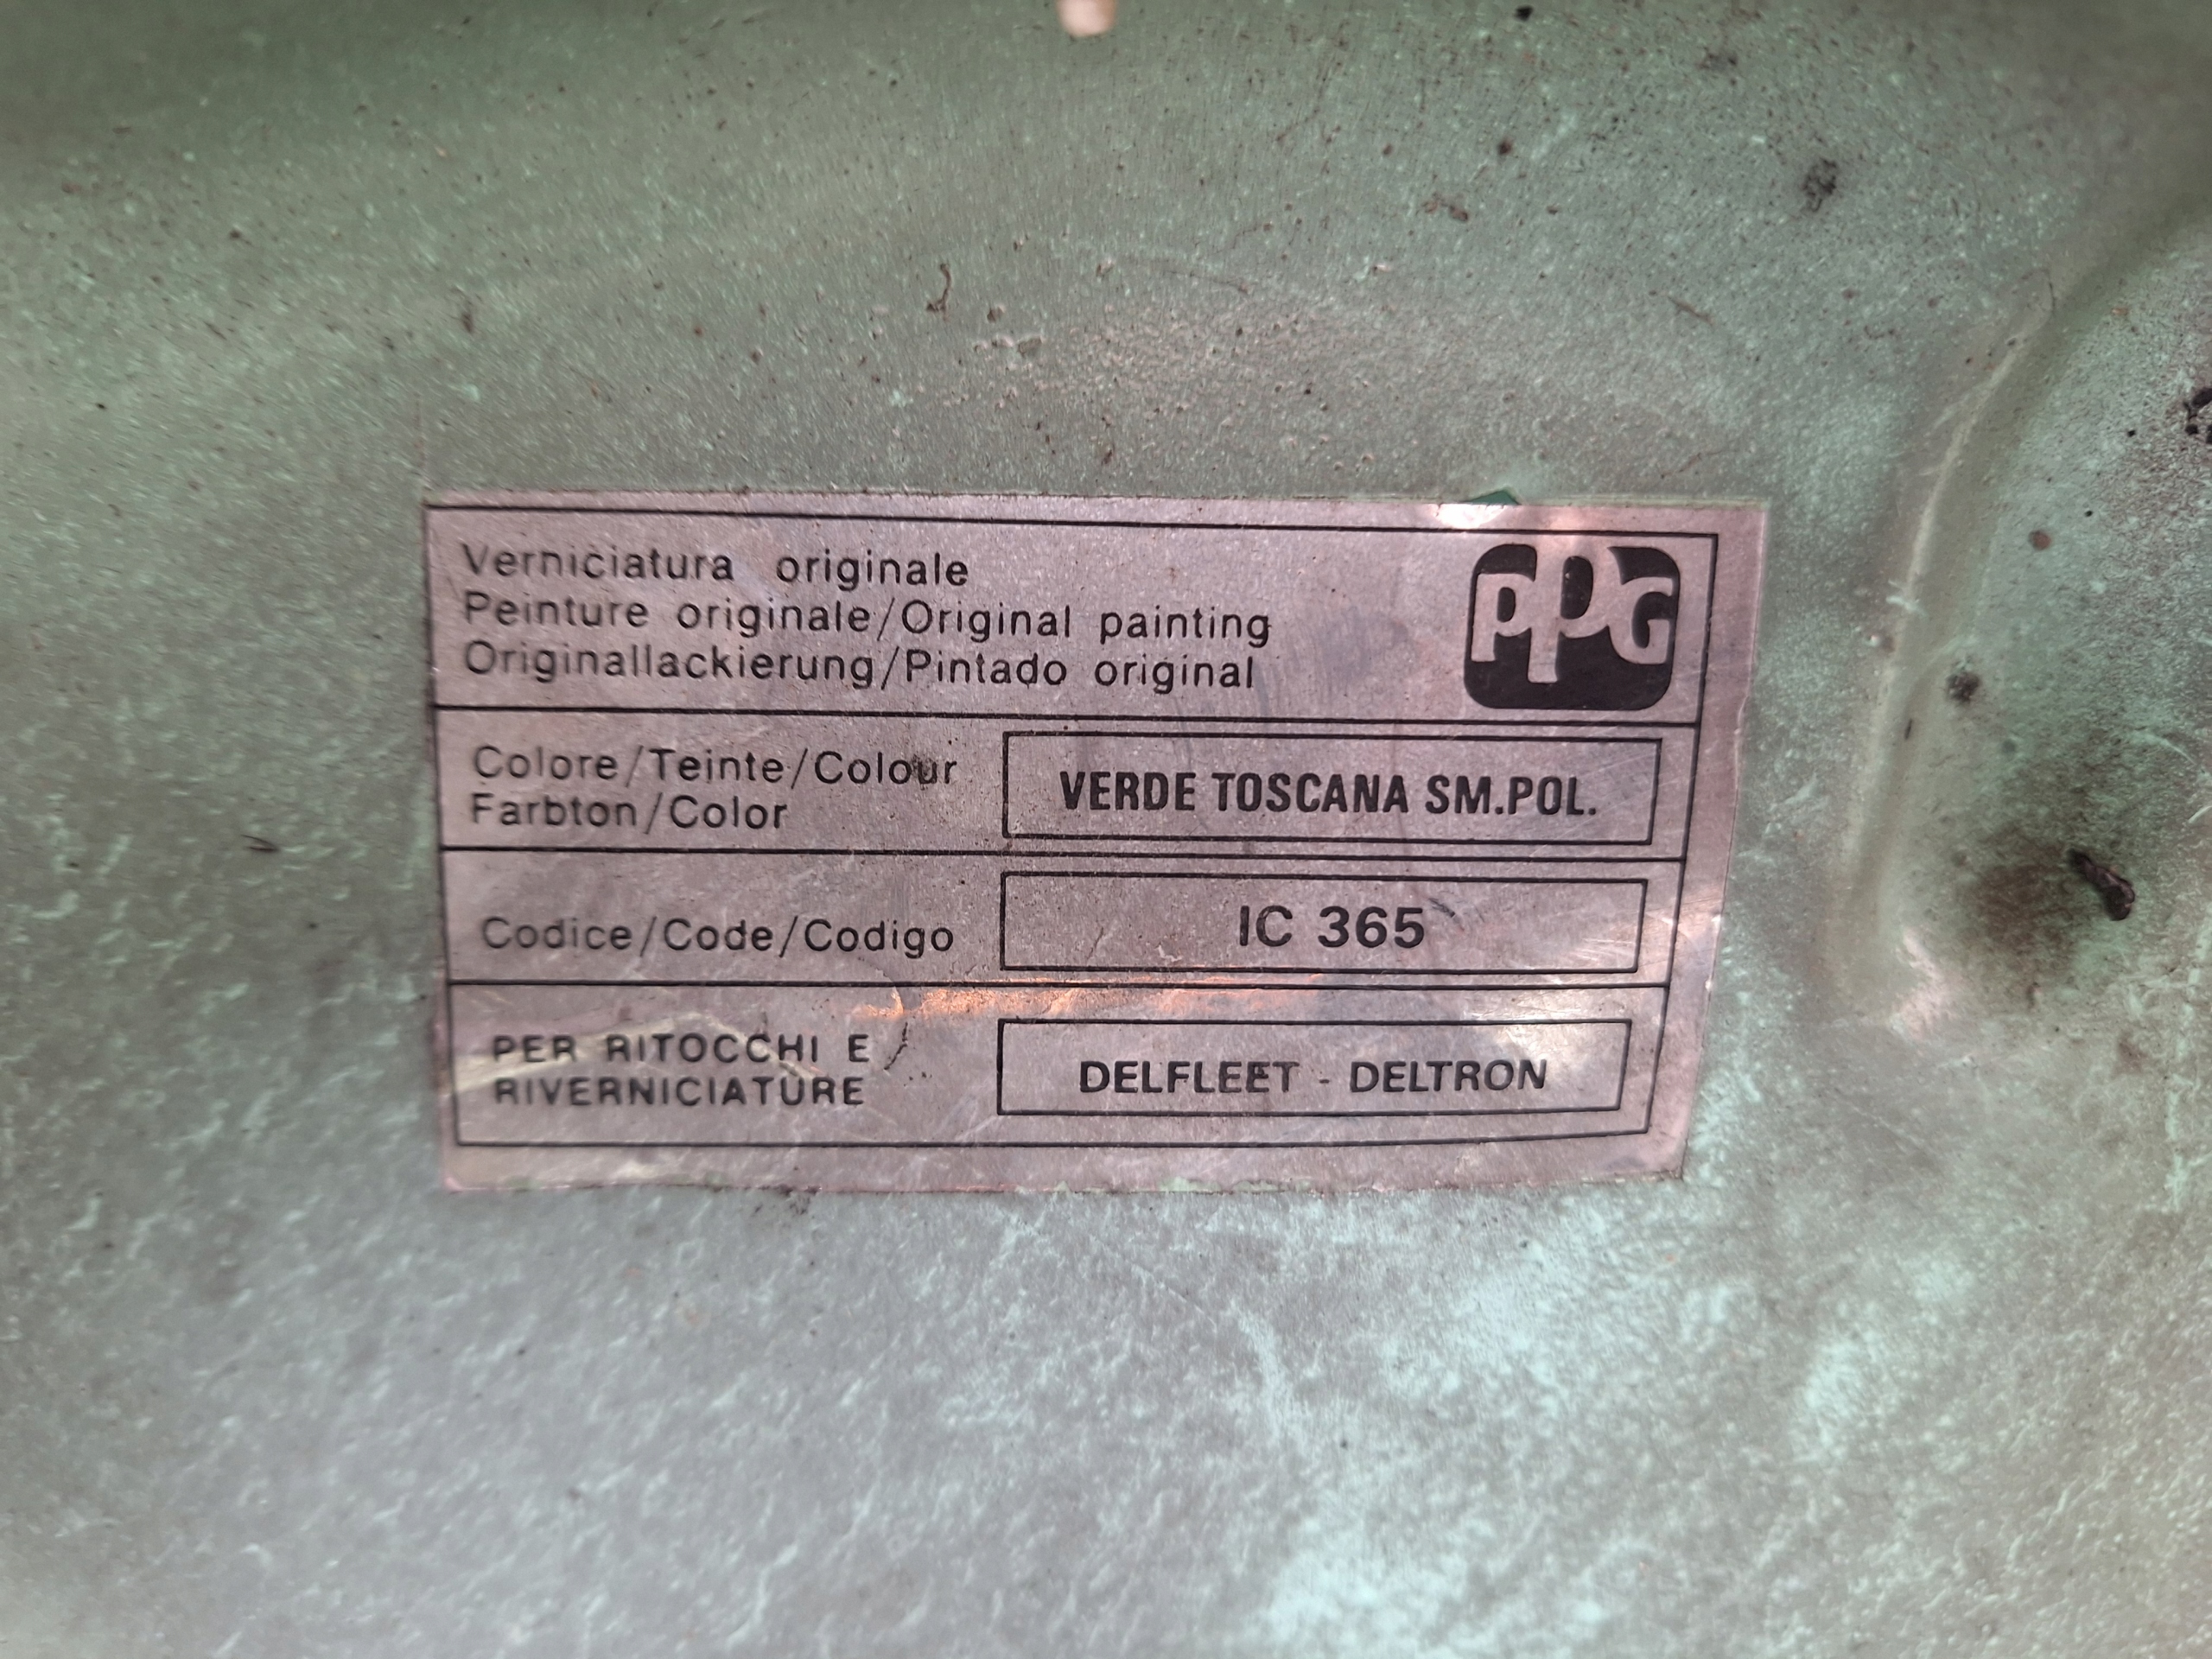 Verniciatura originale
Peinture originale/Original painting
Originallackierung/Pintado original
PPG
Colore/Teinte/Colour
Farbton/Color
VERDE TOSCANA SM.POL.
Codice/Code/Codigo
IC 365
PER RITOCCHI E
RIVERNICIATURE
DELFLEET - DELTRON